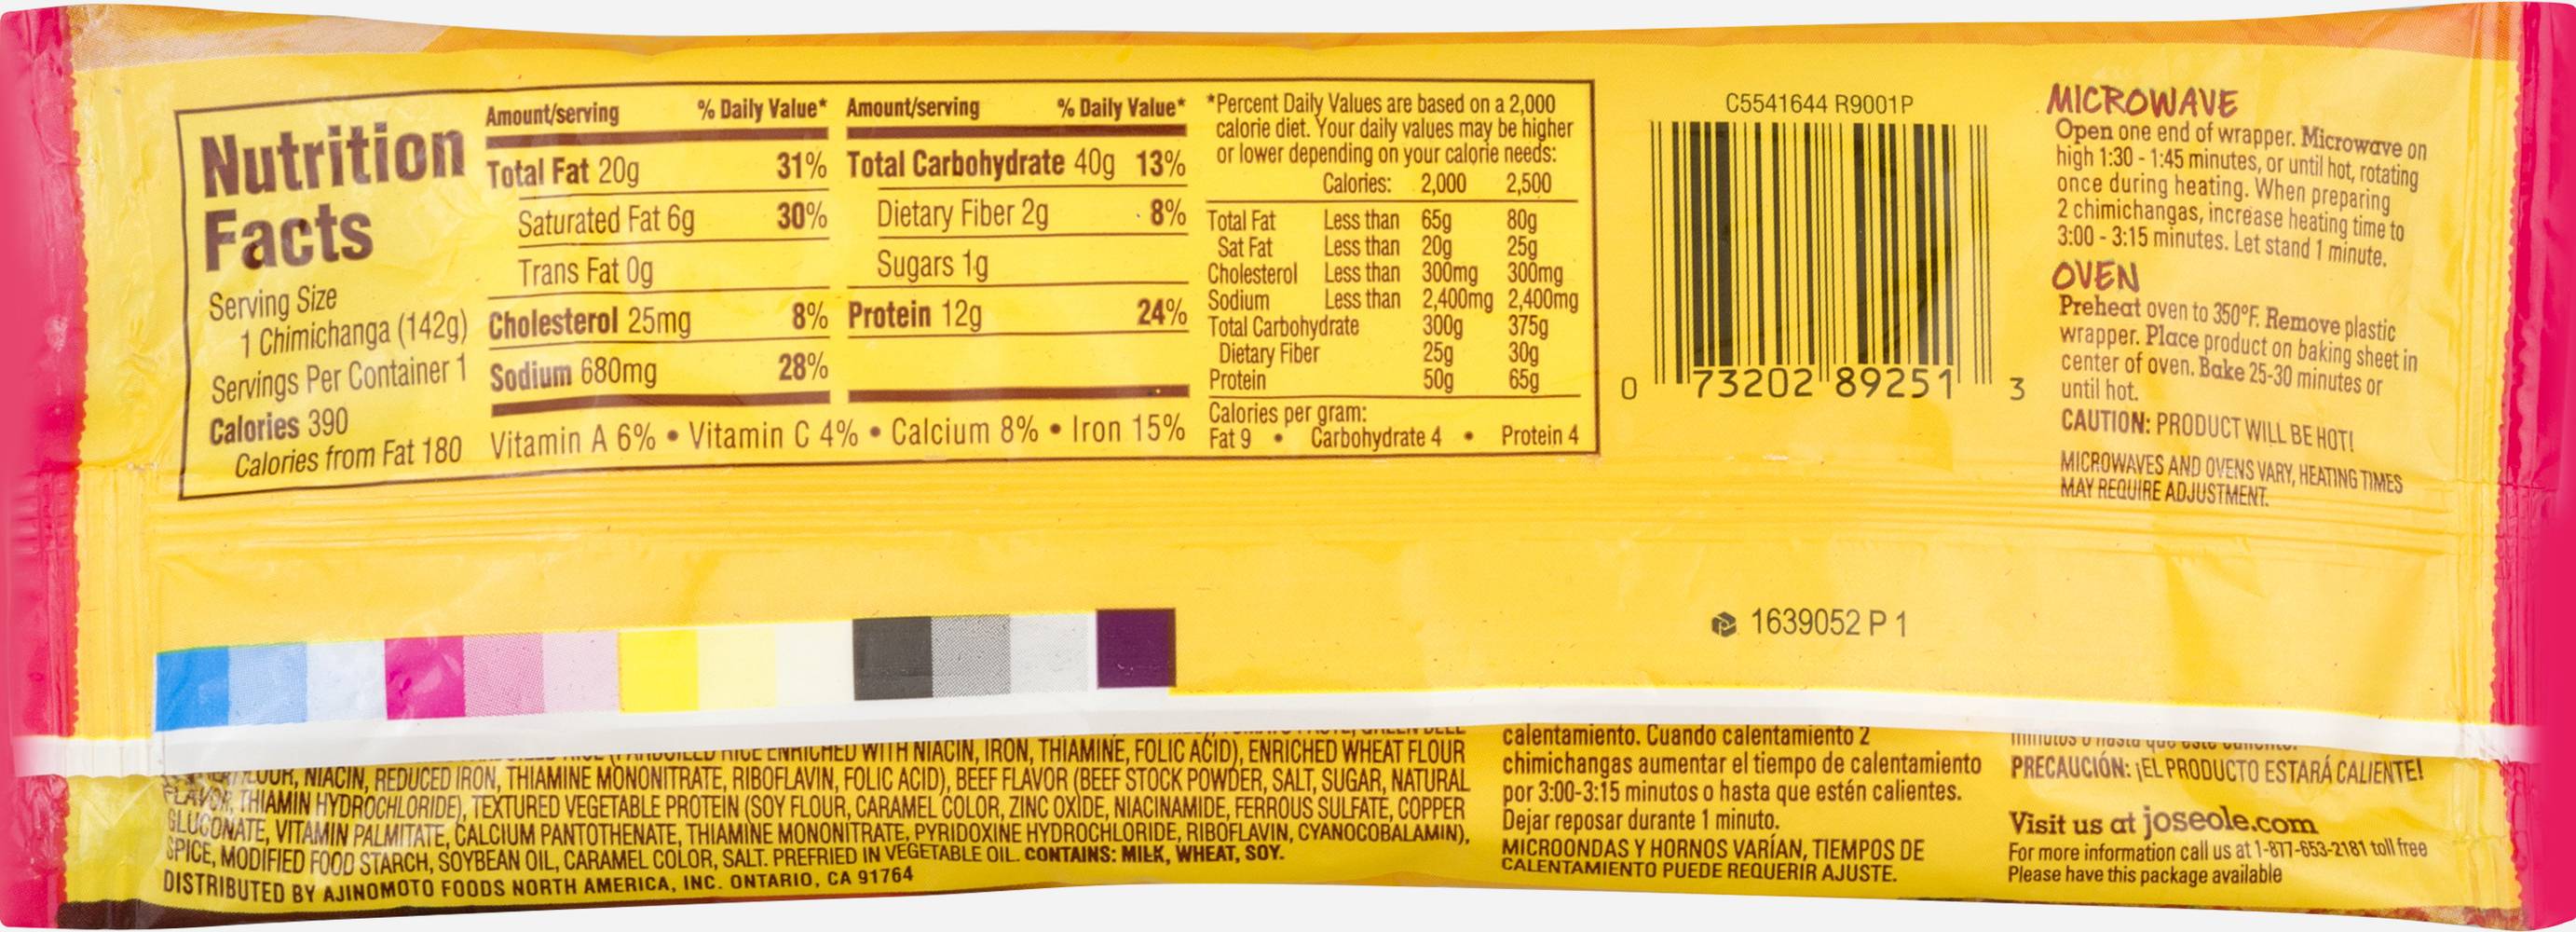 Nutrition
Facts
Serving Size
1 Chimichanga (142g)
Servings Per Container 1
Calories 390
Calories from Fat 180
Amount/serving % Daily Value*
Total Fat 20g 31%
Saturated Fat 6g 30%
Trans Fat 0g
Cholesterol 25mg 8%
Sodium 680mg 28%
Amount/serving % Daily Value*
Total Carbohydrate 40g 13%
Dietary Fiber 2g 8%
Sugars 1g
Protein 12g 24%
Vitamin A 6% • Vitamin C 4% • Calcium 8% • Iron 15%
*Percent Daily Values are based on a 2,000
calorie diet. Your daily values may be higher
or lower depending on your calorie needs:
Calories: 2,000 2,500
Total Fat Less than 65g 80g
Sat Fat Less than 20g 25g
Cholesterol Less than 300mg 300mg
Sodium Less than 2,400mg 2,400mg
Total Carbohydrate 300g 375g
Dietary Fiber 25g 30g
Protein 50g 65g
Calories per gram:
Fat 9 • Carbohydrate 4 • Protein 4
C5541644 R9001P
0 73202 89251 3
MICROWAVE
Open one end of wrapper. Microwave on
high 1:30 - 1:45 minutes, or until hot, rotating
once during heating. When preparing
2 chimichangas, increase heating time to
3:00 - 3:15 minutes. Let stand 1 minute.
OVEN
Preheat oven to 350°F. Remove plastic
wrapper. Place product on baking sheet in
center of oven. Bake 25-30 minutes or
until hot.
CAUTION: PRODUCT WILL BE HOT!
MICROWAVES AND OVENS VARY, HEATING TIMES
MAY REQUIRE ADJUSTMENT.
1639052 P 1
RICE ENRICHED WITH NIACIN, IRON, THIAMINE, FOLIC ACID), ENRICHED WHEAT FLOUR
FLOUR, NIACIN, REDUCED IRON, THIAMINE MONONITRATE, RIBOFLAVIN, FOLIC ACID), BEEF FLAVOR (BEEF STOCK POWDER, SALT, SUGAR, NATURAL
FLAVOR, THIAMIN HYDROCHLORIDE), TEXTURED VEGETABLE PROTEIN (SOY FLOUR, CARAMEL COLOR, ZINC OXIDE, NIACINAMIDE, FERROUS SULFATE, COPPER
GLUCONATE, VITAMIN PALMITATE, CALCIUM PANTOTHENATE, THIAMINE MONONITRATE, PYRIDOXINE HYDROCHLORIDE, RIBOFLAVIN, CYANOCOBALAMIN),
SPICE, MODIFIED FOOD STARCH, SOYBEAN OIL, CARAMEL COLOR, SALT. PREFRIED IN VEGETABLE OIL. CONTAINS: MILK, WHEAT, SOY.
DISTRIBUTED BY AJINOMOTO FOODS NORTH AMERICA, INC. ONTARIO, CA 91764
calentamiento. Cuando calentamiento 2
chimichangas aumentar el tiempo de calentamiento
por 3:00-3:15 minutos o hasta que estén calientes.
Dejar reposar durante 1 minuto.
MICROONDAS Y HORNOS VARÍAN, TIEMPOS DE
CALENTAMIENTO PUEDE REQUERIR AJUSTE.
PRECAUCIÓN: ¡EL PRODUCTO ESTARÁ CALIENTE!
Visit us at joseole.com
For more information call us at 1-877-653-2181 toll free
Please have this package available